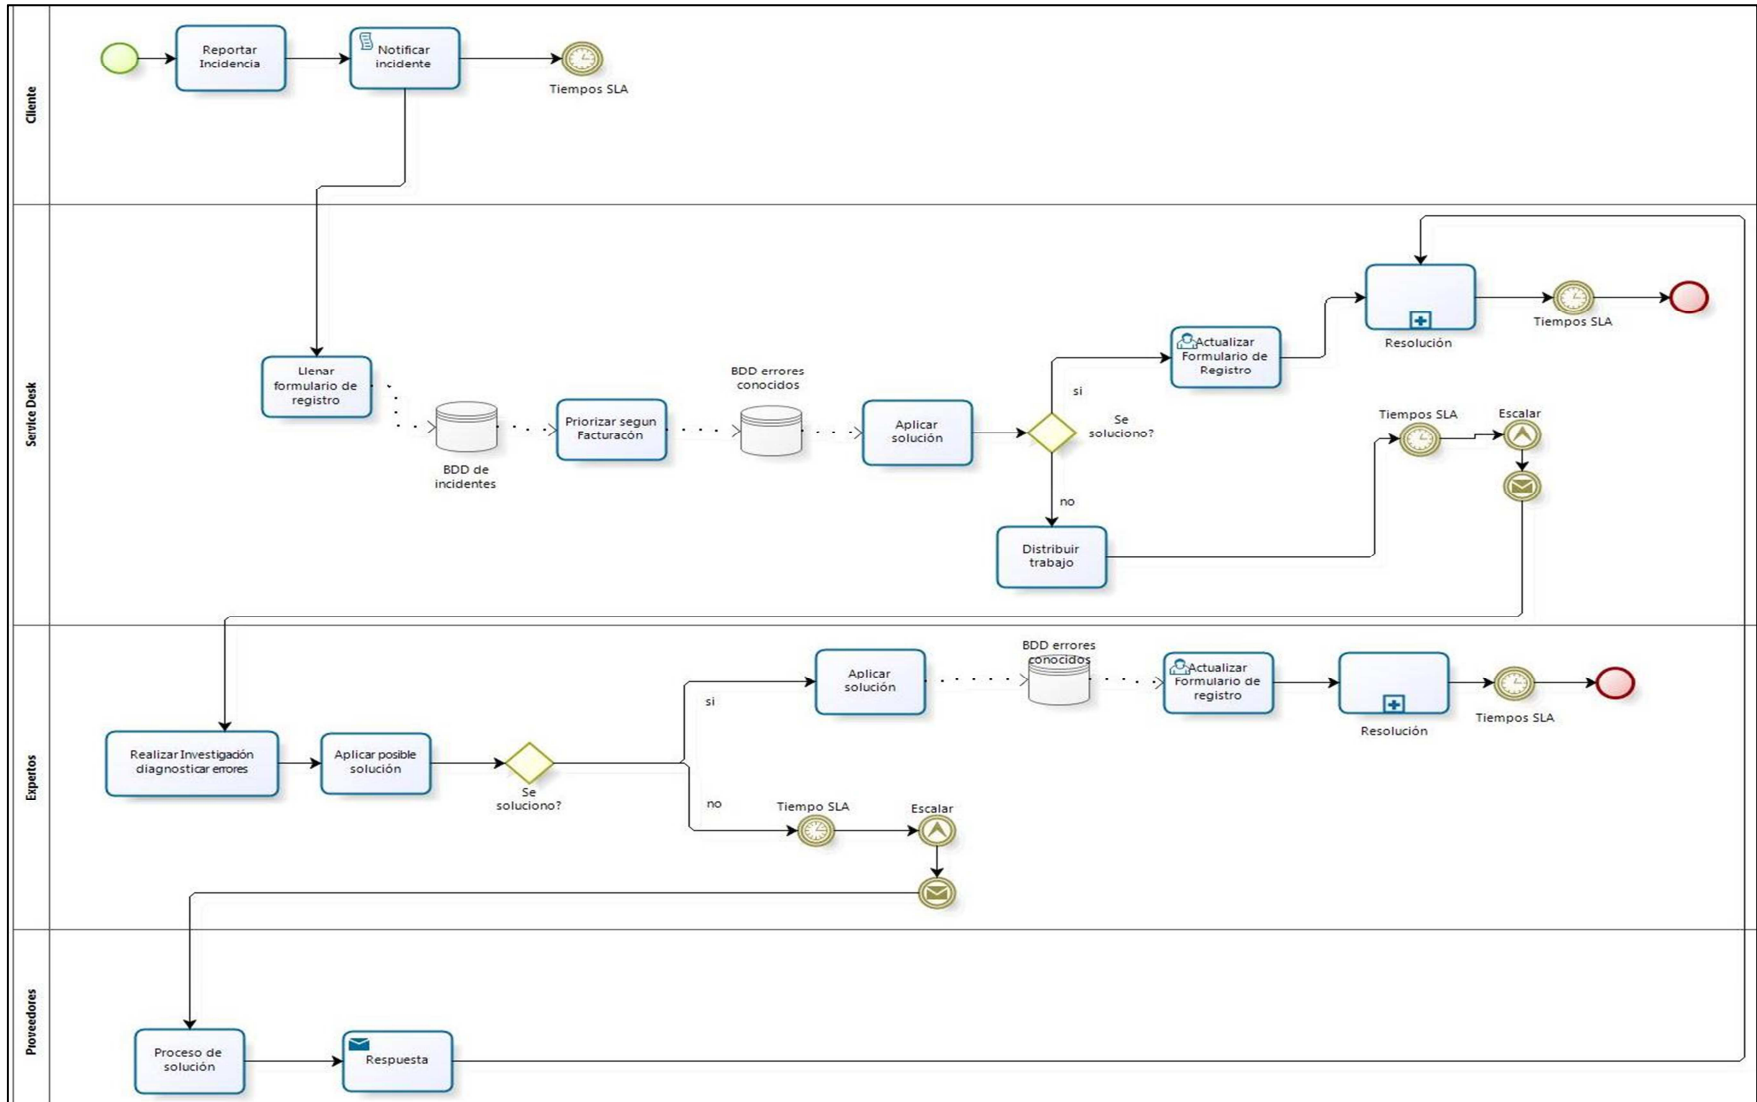 Cliente
Reportar
Incidencia
Notificar
incidente
Tiempos SLA
Service Desk
Llenar
formulario de
registro
BDD de
incidentes
Priorizar segun
Facturacón
BDD errores
conocidos
Aplicar
solución
si
Se
soluciono?
no
Distribuir
trabajo
Actualizar
Formulario de
Registro
Resolución
Tiempos SLA
Tiempos SLA
Escalar
Expertos
Realizar Investigación
diagnosticar errores
Aplicar posible
solución
Se
soluciono?
si
no
Aplicar
solución
BDD errores
conocidos
Actualizar
Formulario de
registro
Resolución
Tiempos SLA
Tiempo SLA
Escalar
Proveedores
Proceso de
solución
Respuesta